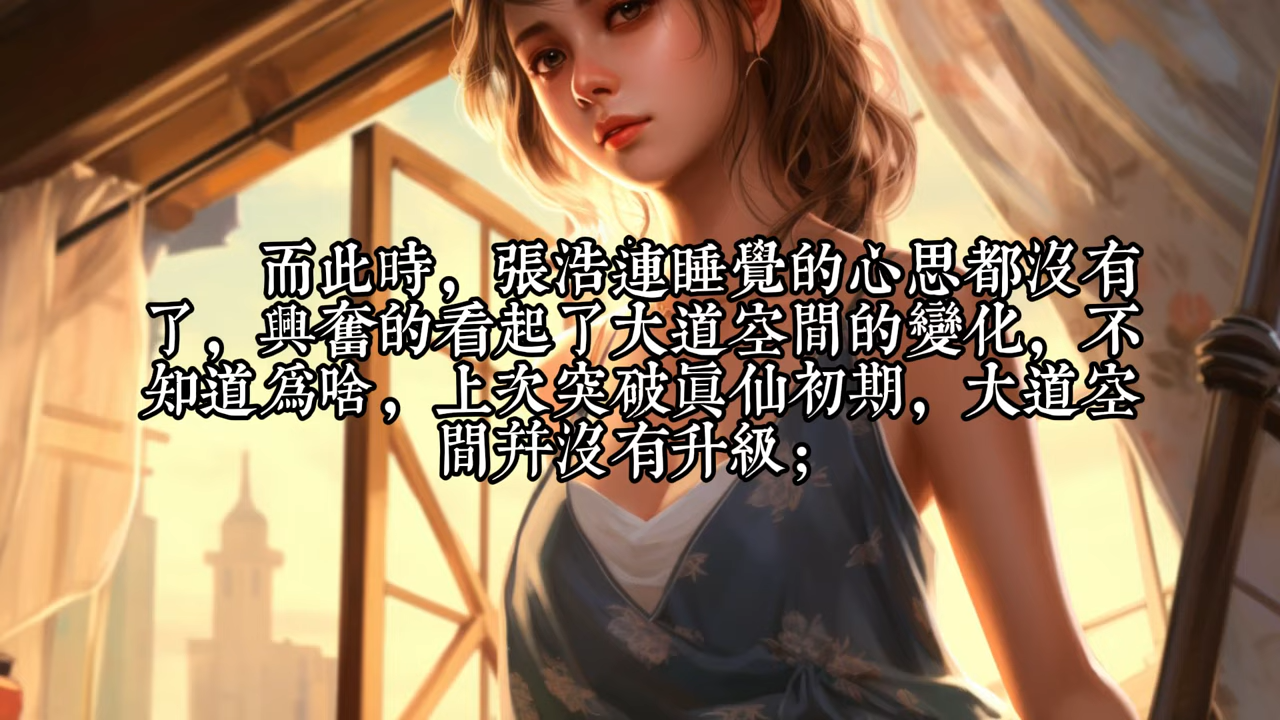 而此時，張浩連睡覺的心思都沒有
了，興奮的看起了大道空間的變化，不
知道爲啥，上次突破眞仙初期，大道空
間幷沒有升級；